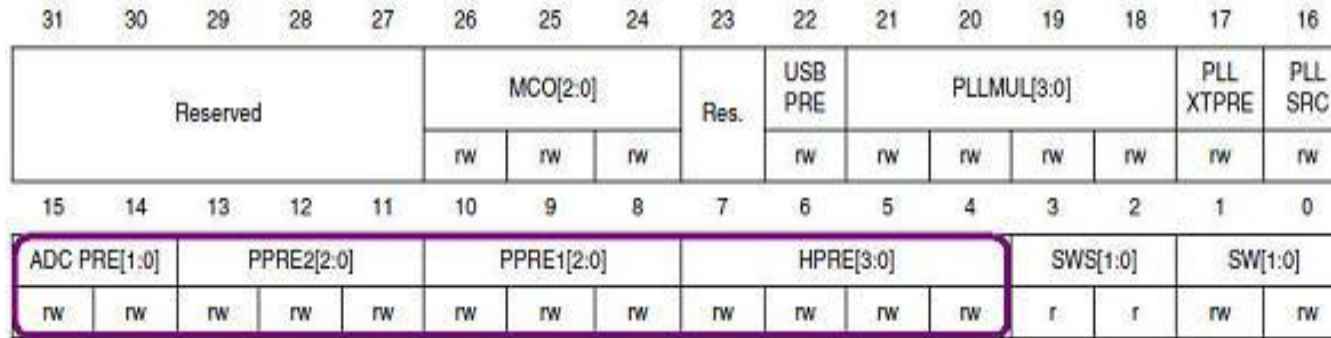 31 30 29 28 27 26 25 24 23 22 21 20 19 18 17 16
Reserved MCO[2:0] Res. USB PRE PLLMUL[3:0] PLL XTPRE PLL SRC
rw rw rw rw rw rw rw rw rw rw
15 14 13 12 11 10 9 8 7 6 5 4 3 2 1 0
ADC PRE[1:0] PPRE2[2:0] PPRE1[2:0] HPRE[3:0] SWS[1:0] SW[1:0]
rw rw rw rw rw rw rw rw rw rw rw rw r r rw rw